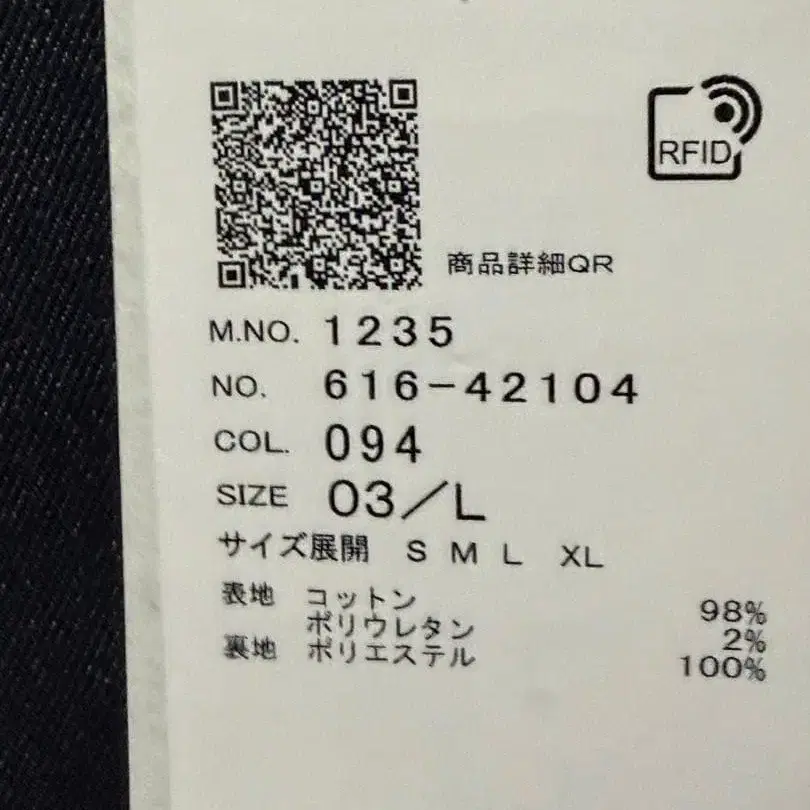 RFID
商品詳細QR
M.NO. 1235
NO. 616-42104
COL. 094
SIZE 03/L
サイズ展開 S M L XL
表地 コットン 98%
ポリウレタン 2%
裏地 ポリエステル 100%